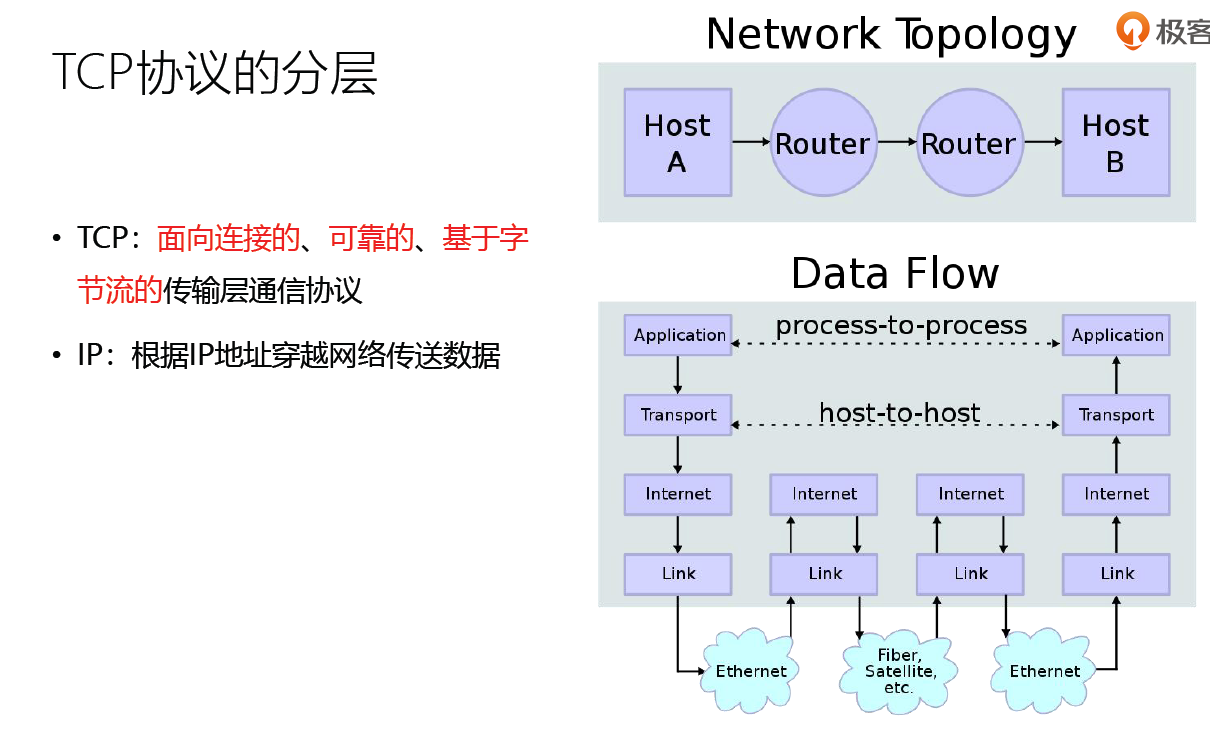 TCP协议的分层
• TCP：面向连接的、可靠的、基于字
节流的传输层通信协议
• IP：根据IP地址穿越网络传送数据
极客
Network Topology
Host
A
Router
Router
Host
B
Data Flow
Application
process-to-process
Application
Transport
host-to-host
Transport
Internet
Internet
Internet
Internet
Link
Link
Link
Link
Ethernet
Fiber,
Satellite,
etc.
Ethernet